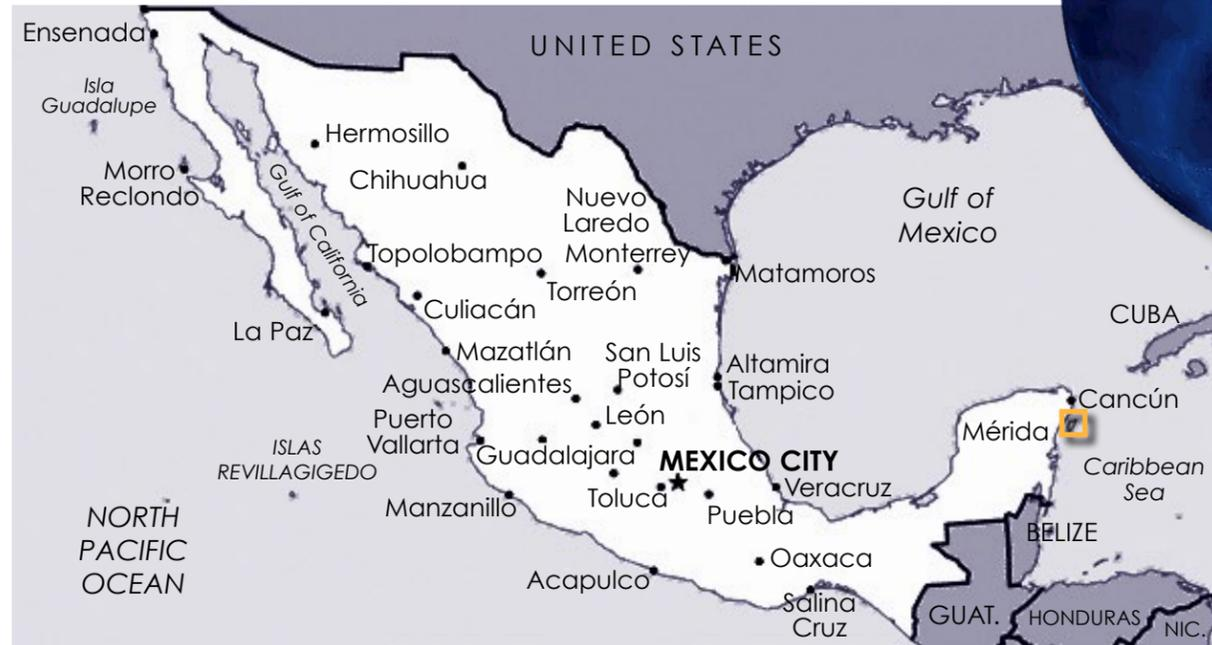 UNITED STATES
Ensenada
Isla
Guadalupe
Hermosillo
Morro
Reclondo
Chihuahua
Gulf of California
Nuevo
Laredo
Gulf of
Mexico
Topolobampo
Monterrey
Matamoros
Torreón
Culiacán
La Paz
CUBA
Mazatlán
San Luis
Potosí
Altamira
Tampico
Aguascalientes
Cancún
Puerto
Vallarta
León
Mérida
Guadalajara
ISLAS
REVILLAGIGEDO
MEXICO CITY
Caribbean
Sea
Toluca
Veracruz
Manzanillo
Puebla
NORTH
PACIFIC
OCEAN
BELIZE
Oaxaca
Acapulco
Salina
Cruz
GUAT.
HONDURAS
NIC.